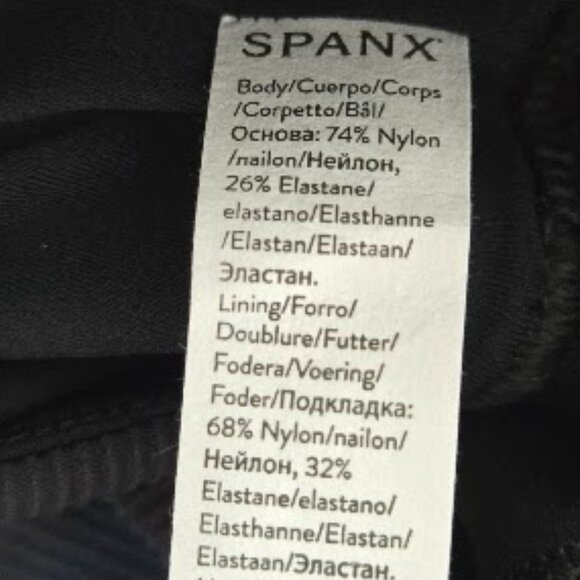 SPANX
Body/Cuerpo/Corps
/Corpetto/Bål/
Основа: 74% Nylon
/nailon/Нейлон,
26% Elastane/
elastano/Elasthanne
/Elastan/Elastaan/
Эластан.
Lining/Forro/
Doublure/Futter/
Fodera/Voering/
Foder/Подкладка:
68% Nylon/nailon/
Нейлон, 32%
Elastane/elastano/
Elasthanne/Elastan/
Elastaan/Эластан.